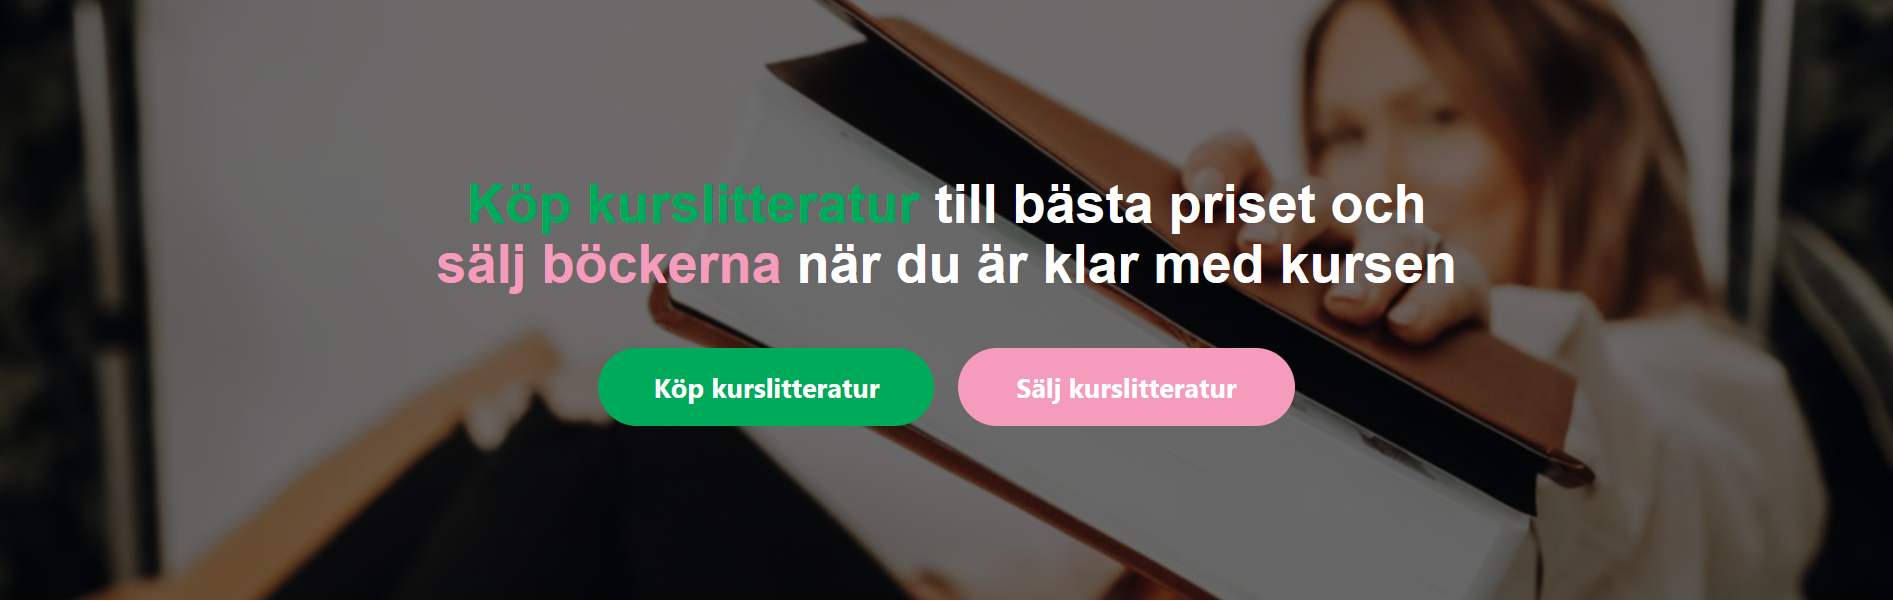 Köp kurslitteratur till bästa priset och
sälj böckerna när du är klar med kursen
Köp kurslitteratur
Sälj kurslitteratur